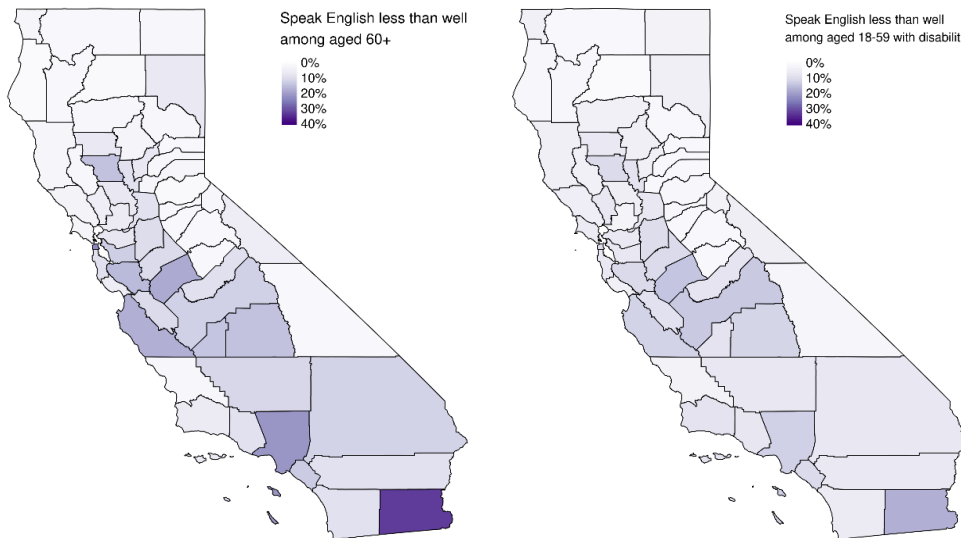 Speak English less than well
among aged 60+
0%
10%
20%
30%
40%
Speak English less than well
among aged 18-59 with disabilit
0%
10%
20%
30%
40%